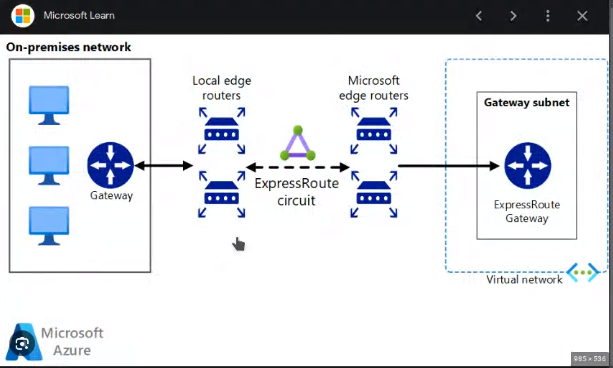 Microsoft Learn
On-premises network
Local edge
routers
Microsoft
edge routers
Gateway subnet
Gateway
ExpressRoute
circuit
ExpressRoute
Gateway
Virtual network
Microsoft
Azure
985 × 536